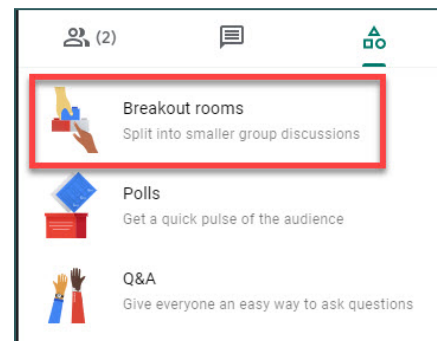 (2)
Breakout rooms
Split into smaller group discussions
Polls
Get a quick pulse of the audience
Q&A
Give everyone an easy way to ask questions